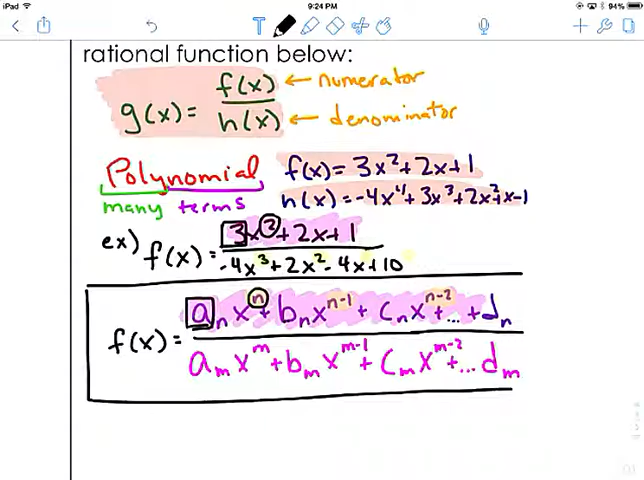 iPad 9:24 PM 94%
rational function below:
g(x) = f(x)/h(x) ← numerator ← denominator
Polynomial f(x) = 3x² + 2x + 1
many terms h(x) = -4x⁴ + 3x³ + 2x² + x - 1
ex) f(x) = (3x² + 2x + 1)/(-4x³ + 2x² - 4x + 10)
f(x) = (aₙxⁿ + bₙxⁿ⁻¹ + cₙxⁿ⁻² + ... + dₙ)/(aₘxᵐ + bₘxᵐ⁻¹ + cₘxᵐ⁻² + ... dₘ)